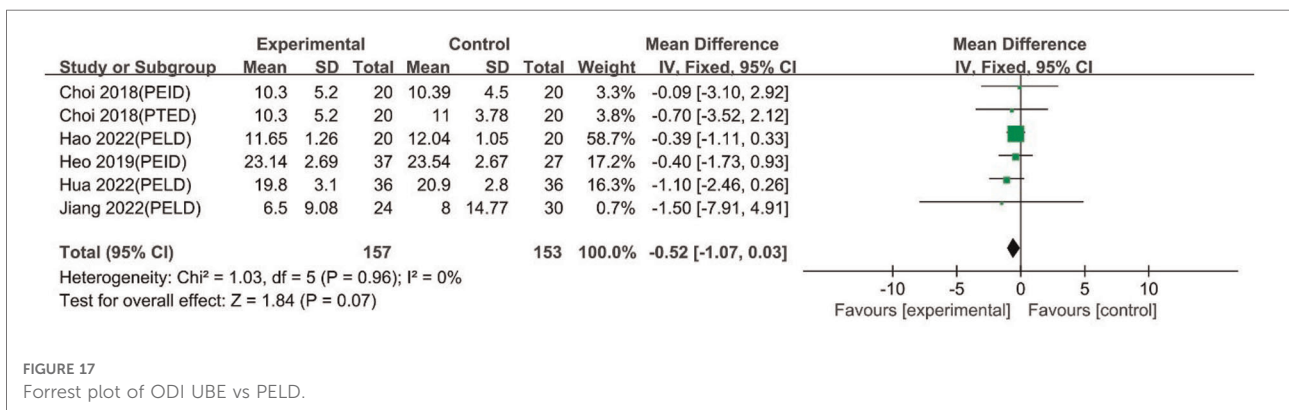 Experimental Control Mean Difference Mean Difference
Study or Subgroup Mean SD Total Mean SD Total Weight IV, Fixed, 95% CI IV, Fixed, 95% CI
Choi 2018(PEID) 10.3 5.2 20 10.39 4.5 20 3.3% -0.09 [-3.10, 2.92]
Choi 2018(PTED) 10.3 5.2 20 11 3.78 20 3.8% -0.70 [-3.52, 2.12]
Hao 2022(PELD) 11.65 1.26 20 12.04 1.05 20 58.7% -0.39 [-1.11, 0.33]
Heo 2019(PEID) 23.14 2.69 37 23.54 2.67 27 17.2% -0.40 [-1.73, 0.93]
Hua 2022(PELD) 19.8 3.1 36 20.9 2.8 36 16.3% -1.10 [-2.46, 0.26]
Jiang 2022(PELD) 6.5 9.08 24 8 14.77 30 0.7% -1.50 [-7.91, 4.91]
Total (95% CI) 157 153 100.0% -0.52 [-1.07, 0.03]
Heterogeneity: Chi² = 1.03, df = 5 (P = 0.96); I² = 0%
Test for overall effect: Z = 1.84 (P = 0.07)
-10 -5 0 5 10
Favours [experimental] Favours [control]
FIGURE 17
Forrest plot of ODI UBE vs PELD.